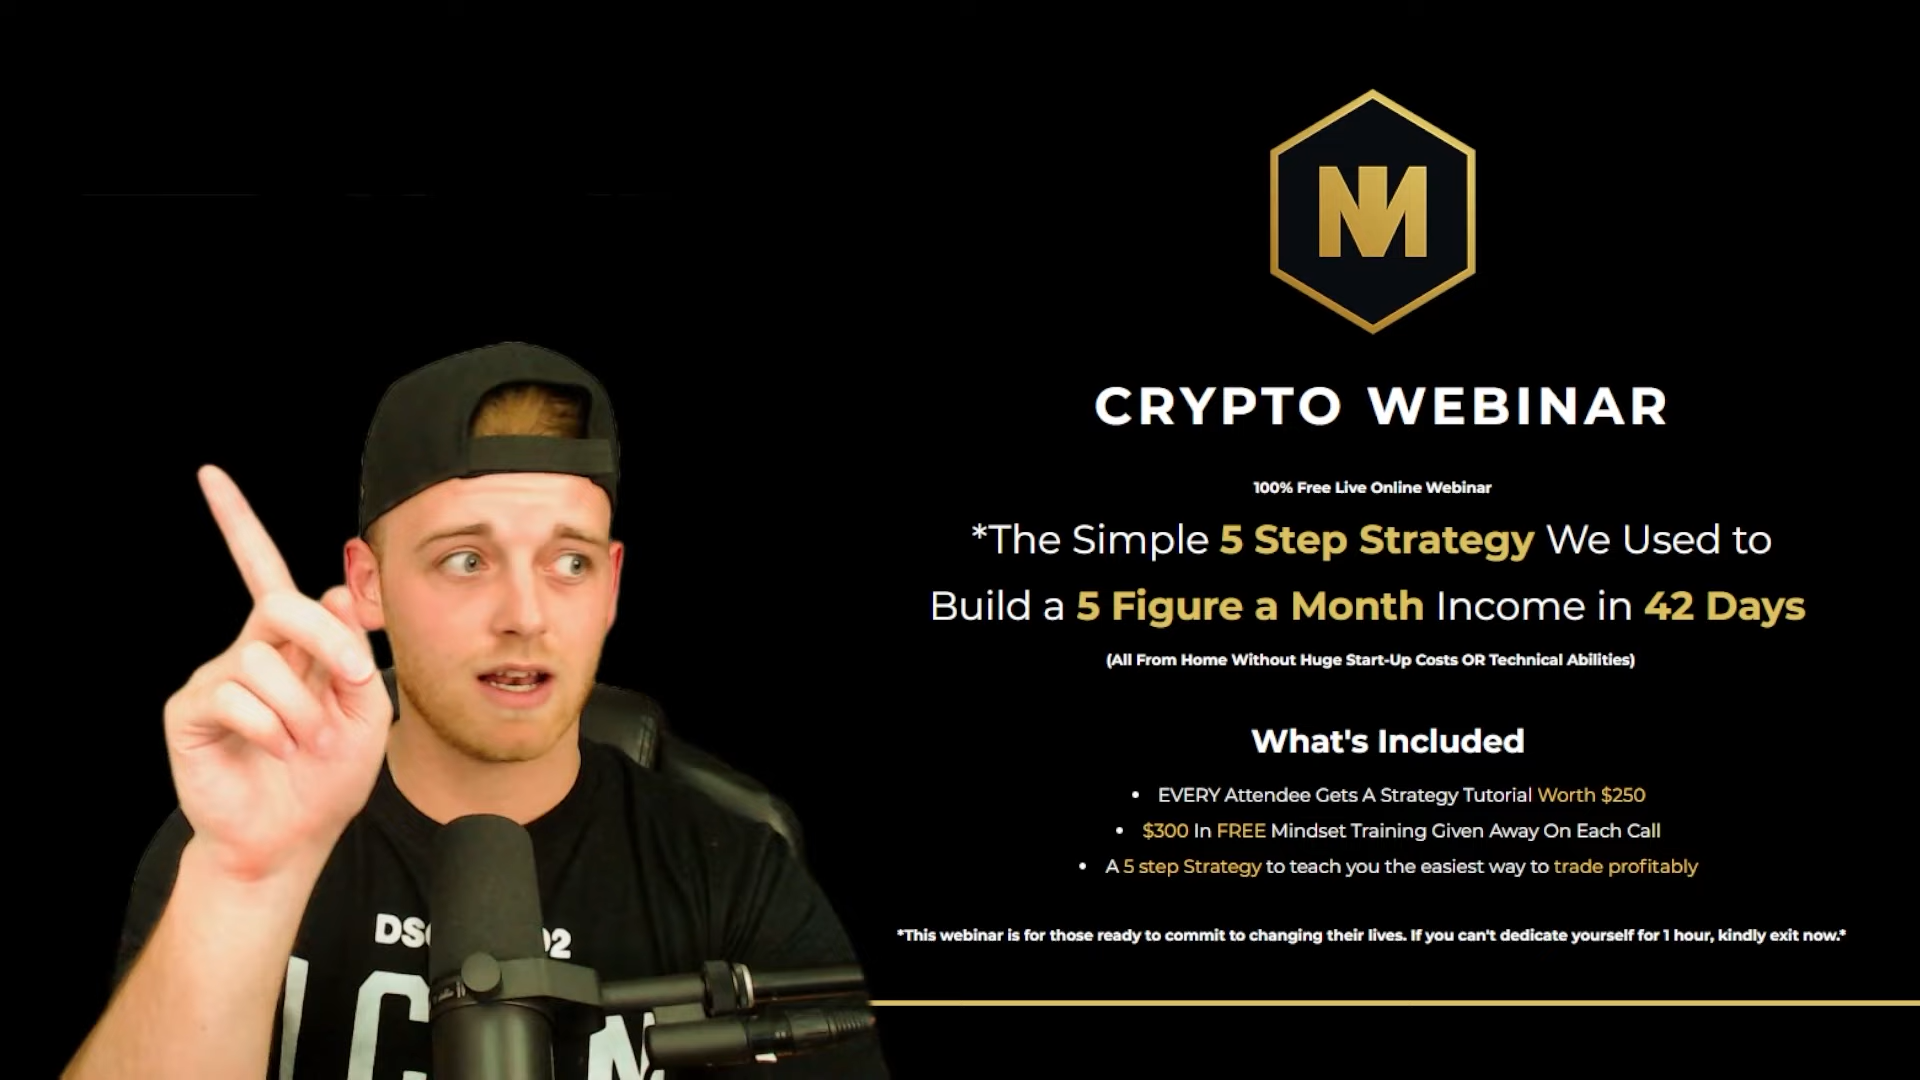 CRYPTO WEBINAR
100% Free Live Online Webinar
*The Simple 5 Step Strategy We Used to
Build a 5 Figure a Month Income in 42 Days
(All From Home Without Huge Start-Up Costs OR Technical Abilities)
What's Included
• EVERY Attendee Gets A Strategy Tutorial Worth $250
• $300 In FREE Mindset Training Given Away On Each Call
• A 5 step Strategy to teach you the easiest way to trade profitably
*This webinar is for those ready to commit to changing their lives. If you can't dedicate yourself for 1 hour, kindly exit now.*